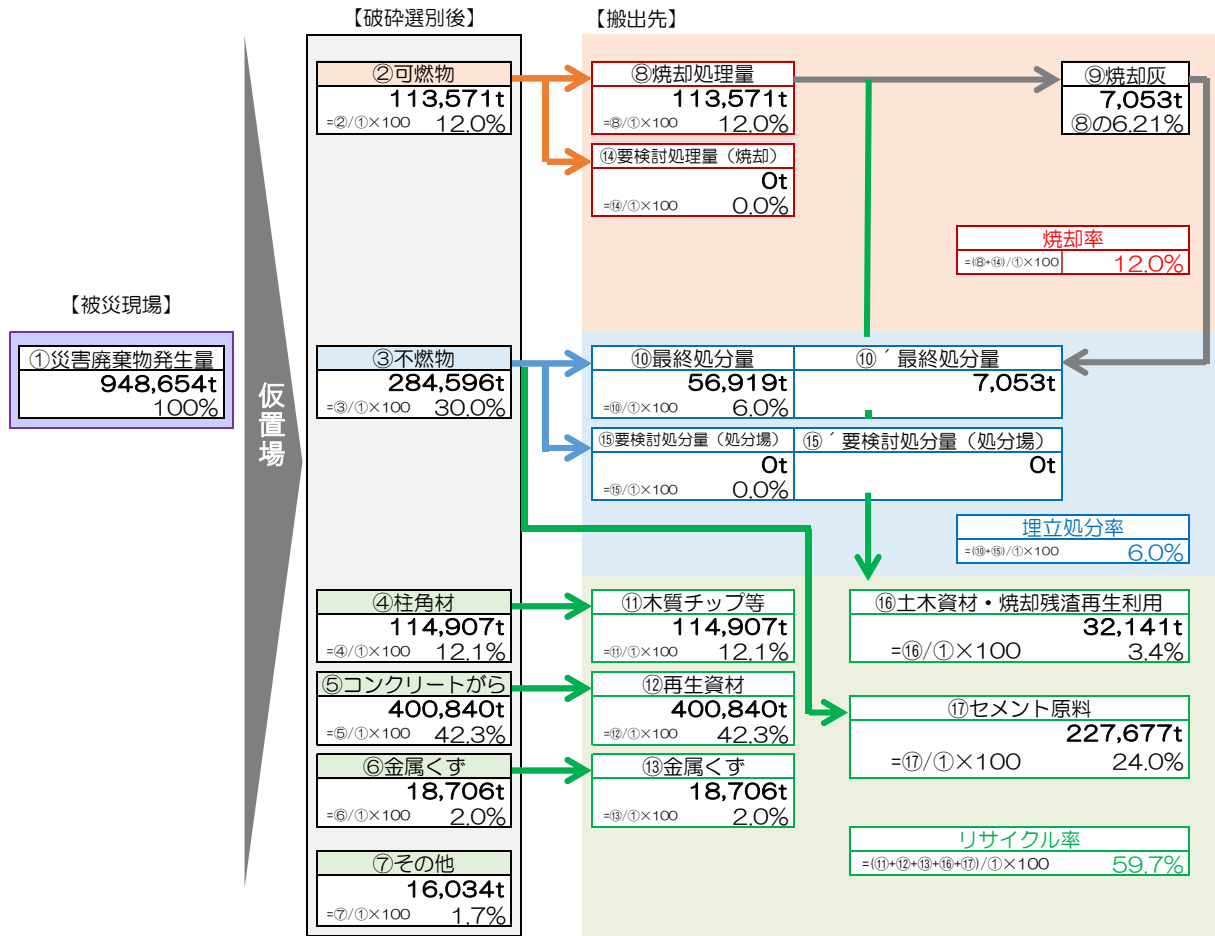 【破砕選別後】
【搬出先】
②可燃物
113,571t
=②/①×100 12.0%
⑧焼却処理量
113,571t
=⑧/①×100 12.0%
⑨焼却灰
7,053t
⑧の6.21%
⑭要検討処理量（焼却）
0t
=⑭/①×100 0.0%
焼却率
=(⑧+⑭)/①×100 12.0%
【被災現場】
①災害廃棄物発生量
948,654t
100%
仮置場
③不燃物
284,596t
=③/①×100 30.0%
⑩最終処分量
56,919t
=⑩/①×100 6.0%
⑩´最終処分量
7,053t
⑮要検討処分量（処分場）
0t
=⑮/①×100 0.0%
⑮´要検討処分量（処分場）
0t
埋立処分率
=(⑩+⑮)/①×100 6.0%
④柱角材
114,907t
=④/①×100 12.1%
⑪木質チップ等
114,907t
=⑪/①×100 12.1%
⑯土木資材・焼却残渣再生利用
32,141t
=⑯/①×100 3.4%
⑤コンクリートがら
400,840t
=⑤/①×100 42.3%
⑫再生資材
400,840t
=⑫/①×100 42.3%
⑰セメント原料
227,677t
=⑰/①×100 24.0%
⑥金属くず
18,706t
=⑥/①×100 2.0%
⑬金属くず
18,706t
=⑬/①×100 2.0%
リサイクル率
=(⑪+⑫+⑬+⑯+⑰)/①×100 59.7%
⑦その他
16,034t
=⑦/①×100 1.7%